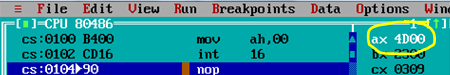 ≡ File Edit View Run Breakpoints Data Options
[■]=CPU 80486 1=[↑]
cs:0100 B400 mov ah,00 ax 4D00
cs:0102 CD16 int 16 bx 2300
cs:0104▶90 nop cx 0309